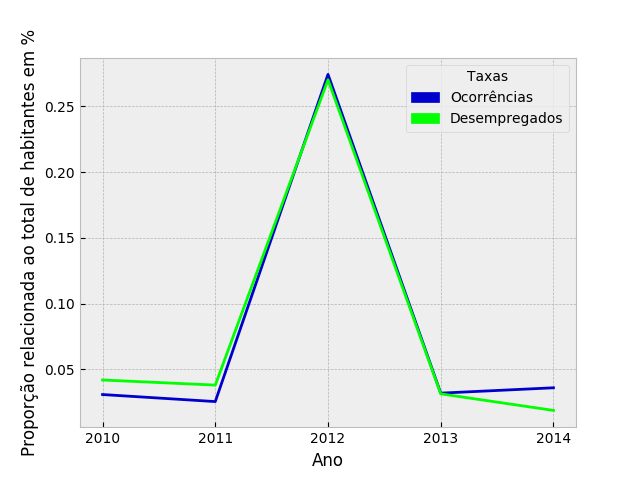 Proporção relacionada ao total de habitantes em %
Taxas
Ocorrências
Desempregados
0.25
0.20
0.15
0.10
0.05
2010 2011 2012 2013 2014
Ano